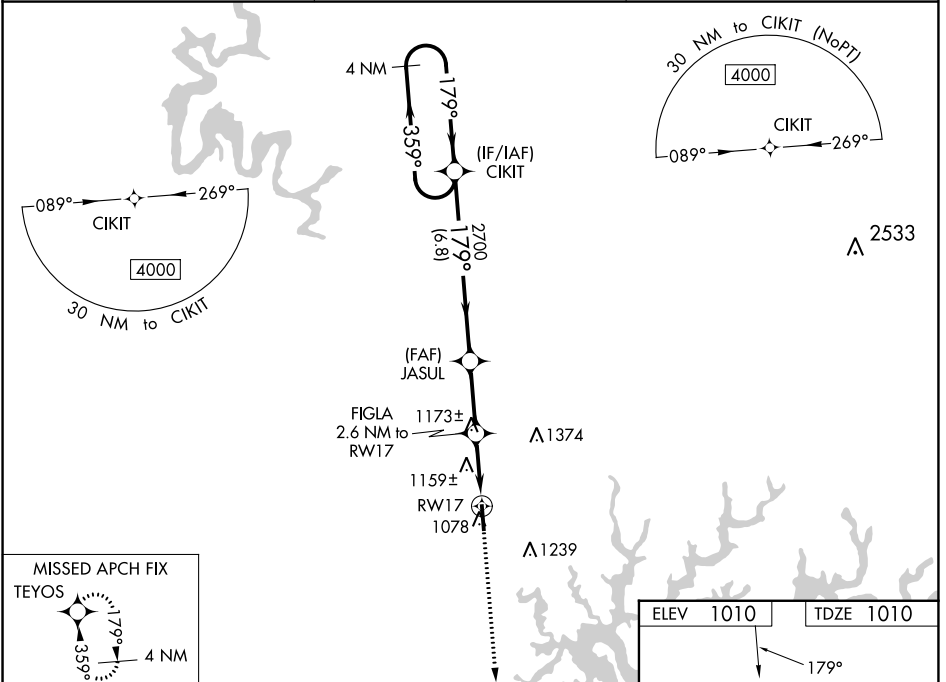 30 NM to CIKIT (NoPT)
4000
CIKIT
089°
269°
4 NM
179°
359°
(IF/IAF)
CIKIT
089°
269°
CIKIT
4000
30 NM to CIKIT
2700
179°
(6.8)
2533
(FAF)
JASUL
FIGLA
2.6 NM to
RW17
1173±
1374
1159±
RW17
1078
1239
MISSED APCH FIX
TEYOS
179°
359°
4 NM
ELEV 1010
TDZE 1010
179°